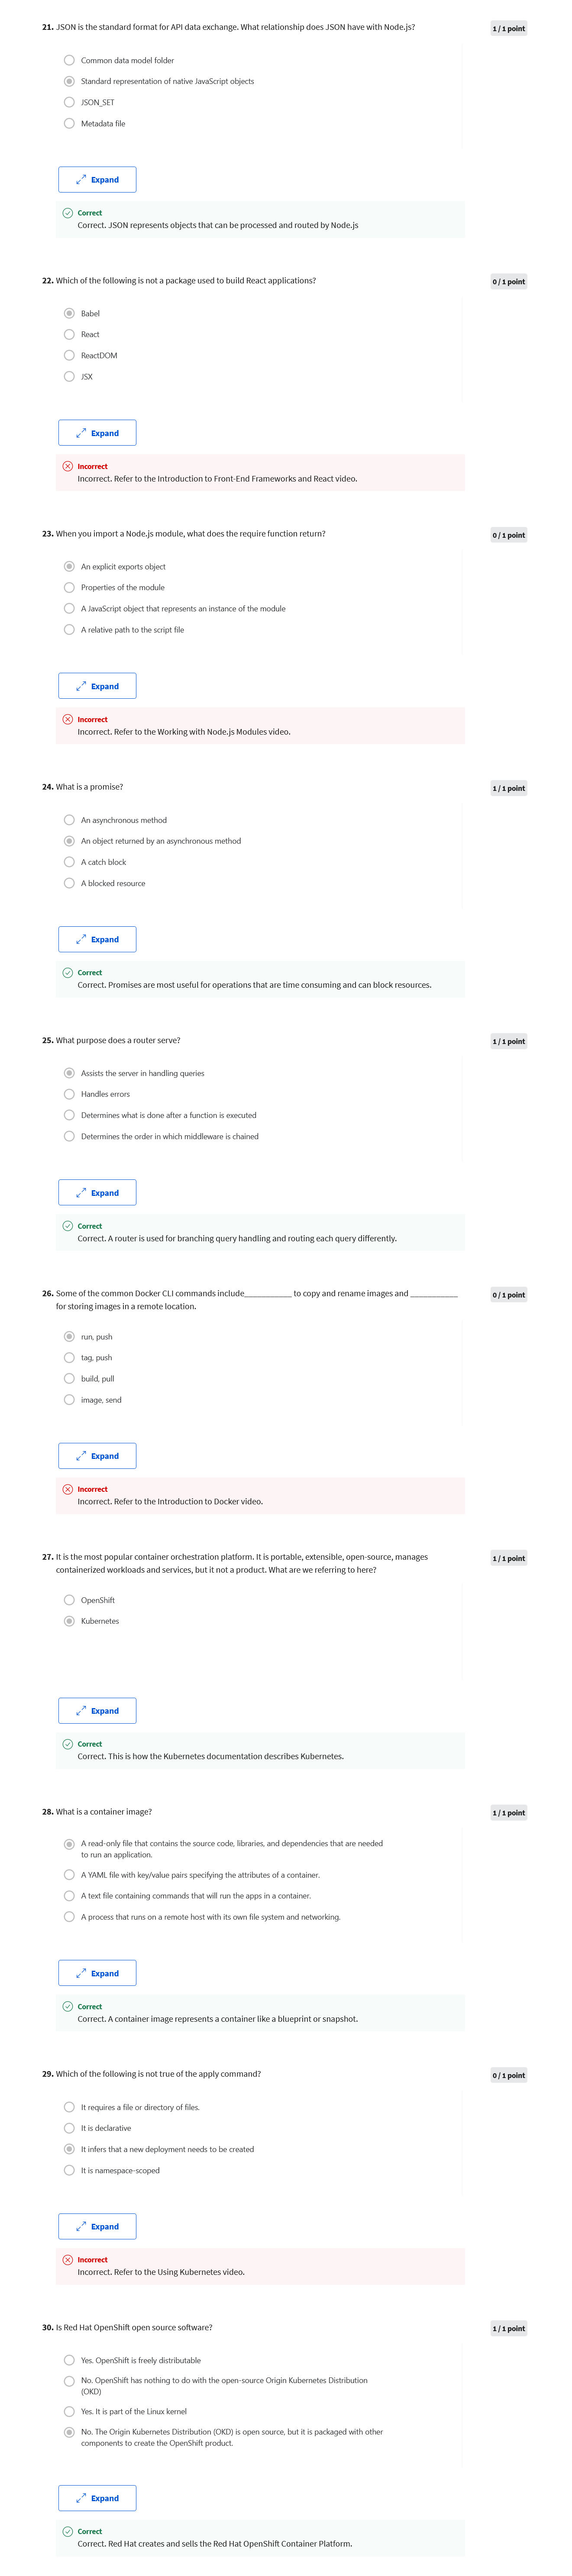 21. JSON is the standard format for API data exchange. What relationship does JSON have with Node.js?
1 / 1 point
Common data model folder
Standard representation of native JavaScript objects
JSON_SET
Metadata file
Expand
Correct
Correct. JSON represents objects that can be processed and routed by Node.js
22. Which of the following is not a package used to build React applications?
0 / 1 point
Babel
React
ReactDOM
JSX
Expand
Incorrect
Incorrect. Refer to the Introduction to Front-End Frameworks and React video.
23. When you import a Node.js module, what does the require function return?
0 / 1 point
An explicit exports object
Properties of the module
A JavaScript object that represents an instance of the module
A relative path to the script file
Expand
Incorrect
Incorrect. Refer to the Working with Node.js Modules video.
24. What is a promise?
1 / 1 point
An asynchronous method
An object returned by an asynchronous method
A catch block
A blocked resource
Expand
Correct
Correct. Promises are most useful for operations that are time consuming and can block resources.
25. What purpose does a router serve?
1 / 1 point
Assists the server in handling queries
Handles errors
Determines what is done after a function is executed
Determines the order in which middleware is chained
Expand
Correct
Correct. A router is used for branching query handling and routing each query differently.
26. Some of the common Docker CLI commands include___________ to copy and rename images and ___________
for storing images in a remote location.
0 / 1 point
run, push
tag, push
build, pull
image, send
Expand
Incorrect
Incorrect. Refer to the Introduction to Docker video.
27. It is the most popular container orchestration platform. It is portable, extensible, open-source, manages
containerized workloads and services, but it not a product. What are we referring to here?
1 / 1 point
OpenShift
Kubernetes
Expand
Correct
Correct. This is how the Kubernetes documentation describes Kubernetes.
28. What is a container image?
1 / 1 point
A read-only file that contains the source code, libraries, and dependencies that are needed
to run an application.
A YAML file with key/value pairs specifying the attributes of a container.
A text file containing commands that will run the apps in a container.
A process that runs on a remote host with its own file system and networking.
Expand
Correct
Correct. A container image represents a container like a blueprint or snapshot.
29. Which of the following is not true of the apply command?
0 / 1 point
It requires a file or directory of files.
It is declarative
It infers that a new deployment needs to be created
It is namespace-scoped
Expand
Incorrect
Incorrect. Refer to the Using Kubernetes video.
30. Is Red Hat OpenShift open source software?
1 / 1 point
Yes. OpenShift is freely distributable
No. OpenShift has nothing to do with the open-source Origin Kubernetes Distribution
(OKD)
Yes. It is part of the Linux kernel
No. The Origin Kubernetes Distribution (OKD) is open source, but it is packaged with other
components to create the OpenShift product.
Expand
Correct
Correct. Red Hat creates and sells the Red Hat OpenShift Container Platform.